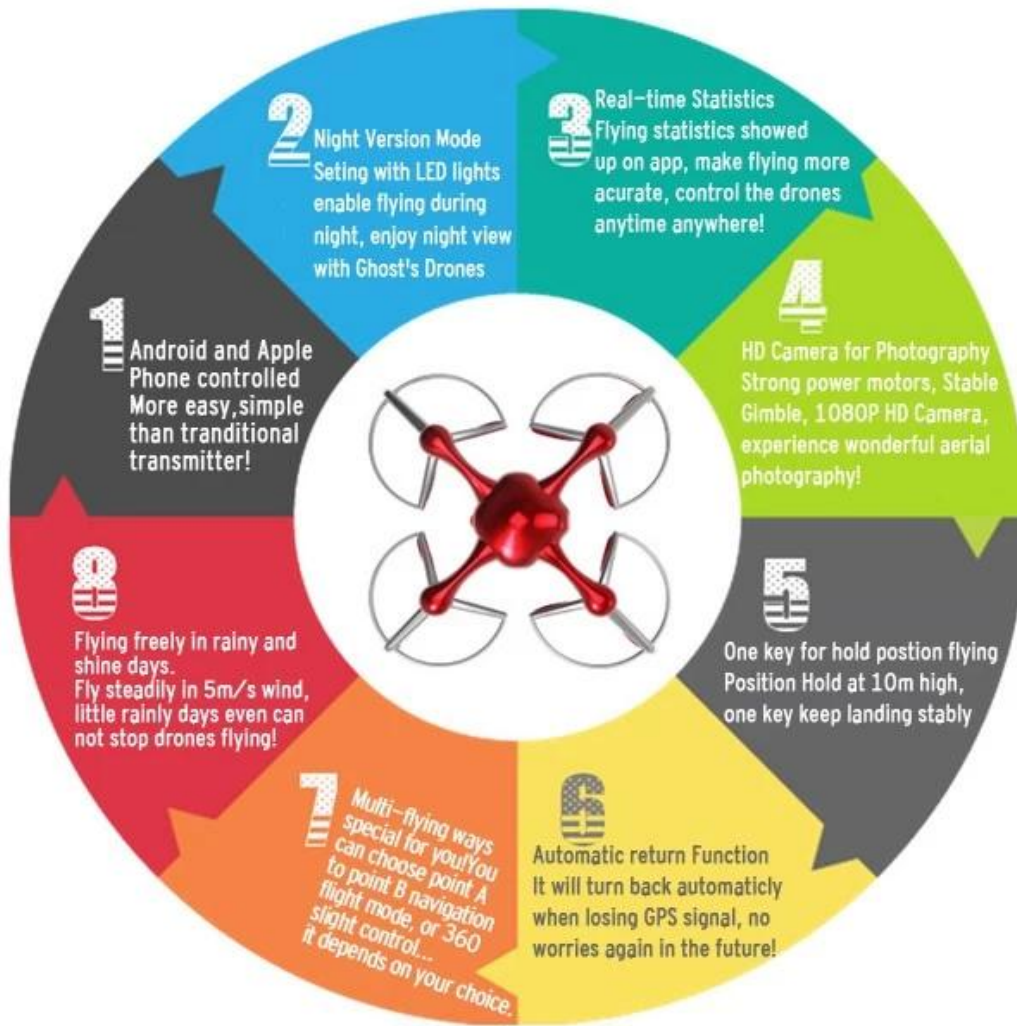 1
Android and Apple
Phone controlled
More easy,simple
than tranditional
transmitter!
2
Night Version Mode
Seting with LED lights
enable flying during
night, enjoy night view
with Ghost's Drones
3
Real-time Statistics
Flying statistics showed
up on app, make flying more
acurate, control the drones
anytime anywhere!
4
HD Camera for Photography
Strong power motors, Stable
Gimble, 1080P HD Camera,
experience wonderful aerial
photography!
5
One key for hold postion flying
Position Hold at 10m high,
one key keep landing stably
6
Automatic return Function
It will turn back automaticly
when losing GPS signal, no
worries again in the future!
7
Multi-flying ways
special for you!You
can choose point A
to point B navigation
flight mode, or 360
slight control...
it depends on your choice.
8
Flying freely in rainy and
shine days.
Fly steadily in 5m/s wind,
little rainly days even can
not stop drones flying!